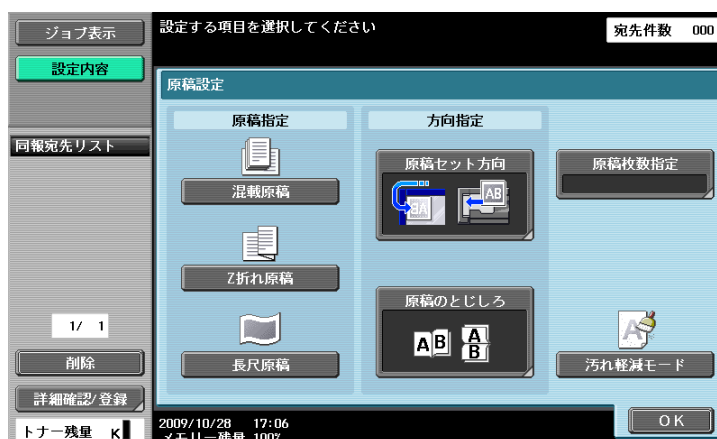 ジョブ表示
設定する項目を選択してください
宛先件数 000
設定内容
原稿設定
原稿指定
方向指定
同報宛先リスト
原稿セット方向
原稿枚数指定
AB
AB
混載原稿
Z折れ原稿
原稿のとじしろ
AB
A
B
1/ 1
削除
長尺原稿
汚れ軽減モード
詳細確認/登録
トナー残量 K
2009/10/28 17:06
メモリー残量 100%
OK